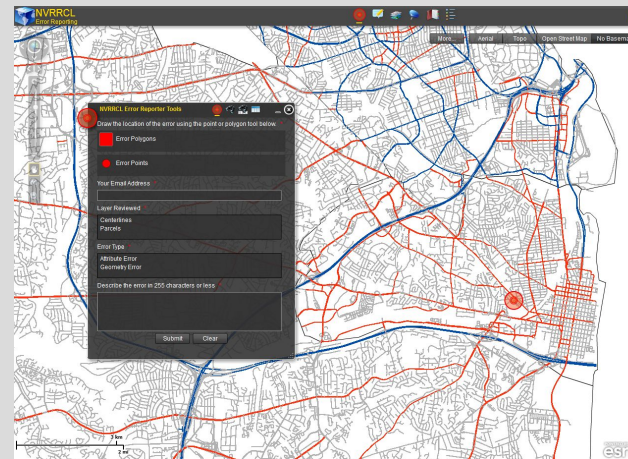 NVRRCL
Error Reporting
More... Aerial Topo Open Street Map No Basema
NVRRCL Error Reporter Tools
Draw the location of the error using the point or polygon tool below.
Error Polygons
Error Points
Your Email Address *
Layer Reviewed *
Centerlines
Parcels
Error Type *
Attribute Error
Geometry Error
Describe the error in 255 characters or less *
Submit Clear
3 km
2 mi
esri